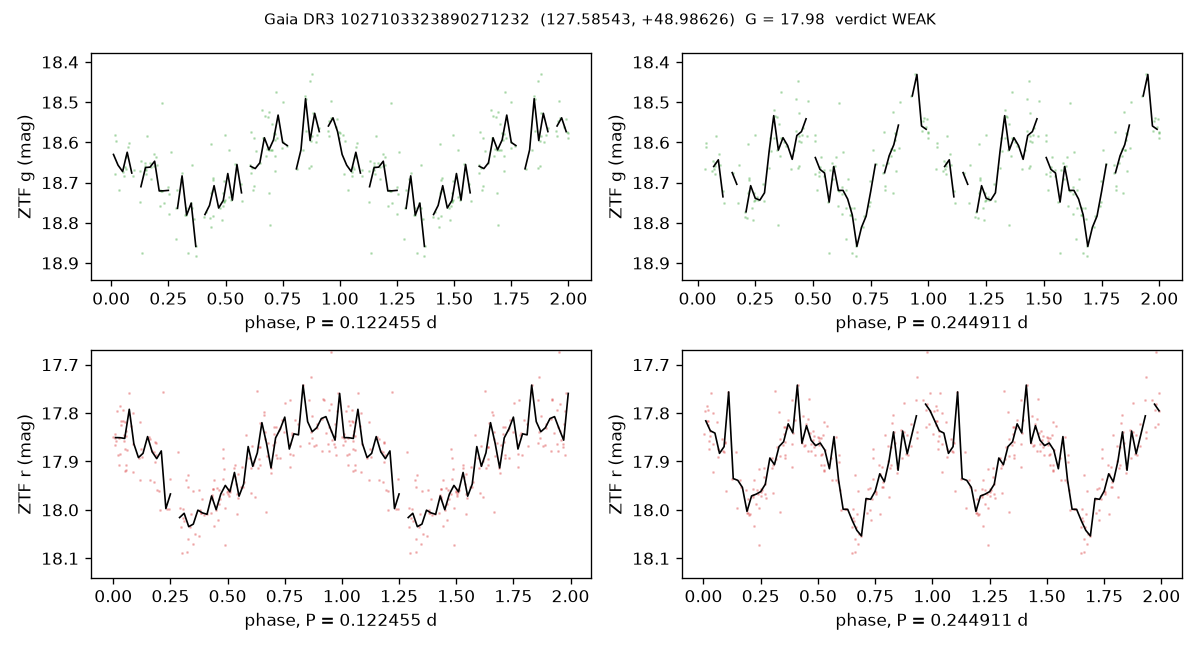 Gaia DR3 1027103323890271232  (127.58543, +48.98626)  G = 17.98  verdict WEAK
ZTF g (mag)
18.4
18.5
18.6
18.7
18.8
18.9
0.00 0.25 0.50 0.75 1.00 1.25 1.50 1.75 2.00
phase, P = 0.122455 d
ZTF g (mag)
18.4
18.5
18.6
18.7
18.8
18.9
0.00 0.25 0.50 0.75 1.00 1.25 1.50 1.75 2.00
phase, P = 0.244911 d
ZTF r (mag)
17.7
17.8
17.9
18.0
18.1
0.00 0.25 0.50 0.75 1.00 1.25 1.50 1.75 2.00
phase, P = 0.122455 d
ZTF r (mag)
17.7
17.8
17.9
18.0
18.1
0.00 0.25 0.50 0.75 1.00 1.25 1.50 1.75 2.00
phase, P = 0.244911 d